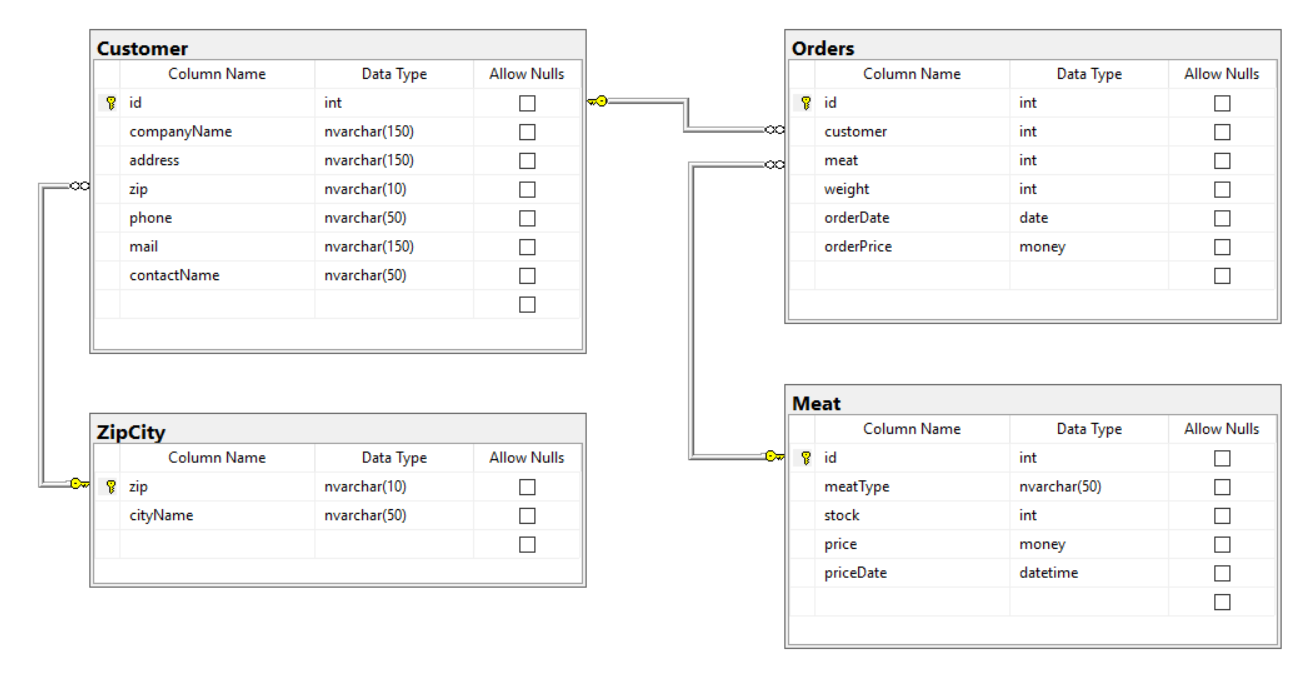 Customer
Column Name Data Type Allow Nulls
id int
companyName nvarchar(150)
address nvarchar(150)
zip nvarchar(10)
phone nvarchar(50)
mail nvarchar(150)
contactName nvarchar(50)
ZipCity
Column Name Data Type Allow Nulls
zip nvarchar(10)
cityName nvarchar(50)
Orders
Column Name Data Type Allow Nulls
id int
customer int
meat int
weight int
orderDate date
orderPrice money
Meat
Column Name Data Type Allow Nulls
id int
meatType nvarchar(50)
stock int
price money
priceDate datetime